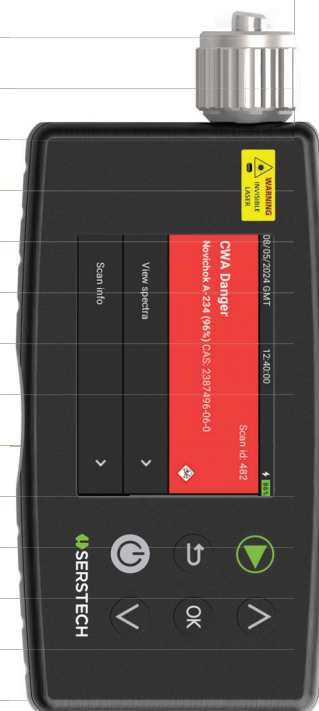 WARNING
INVISIBLE
LASER
08/05/2024 GMT 12:40:00 86%
Scan id: 482
CWA Danger
Novichok A-234 (96%) CAS: 2387496-06-0
View spectra
Scan info
OK
SERSTECH